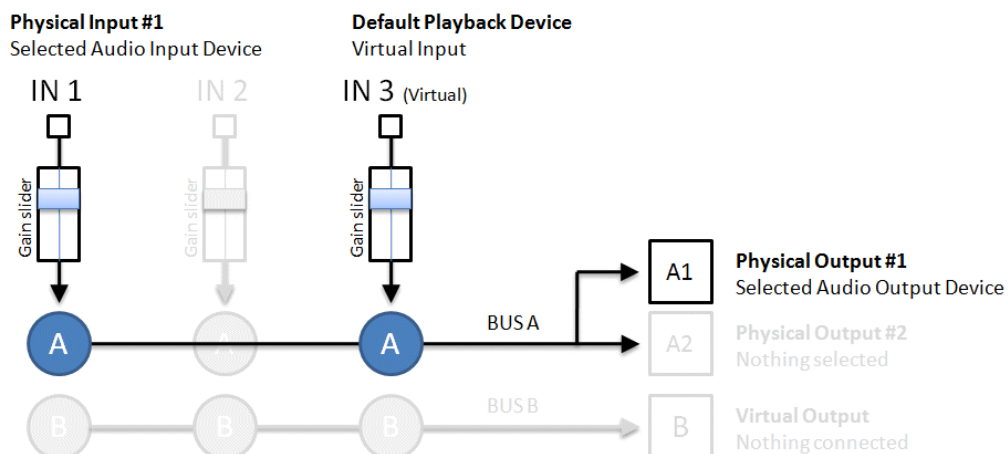 Physical Input #1
Selected Audio Input Device
Default Playback Device
Virtual Input
IN 1
IN 2
IN 3 (Virtual)
Gain slider
Gain slider
Gain slider
A1
Physical Output #1
Selected Audio Output Device
A
A
A
BUS A
A2
Physical Output #2
Nothing selected
B
B
B
BUS B
B
Virtual Output
Nothing connected